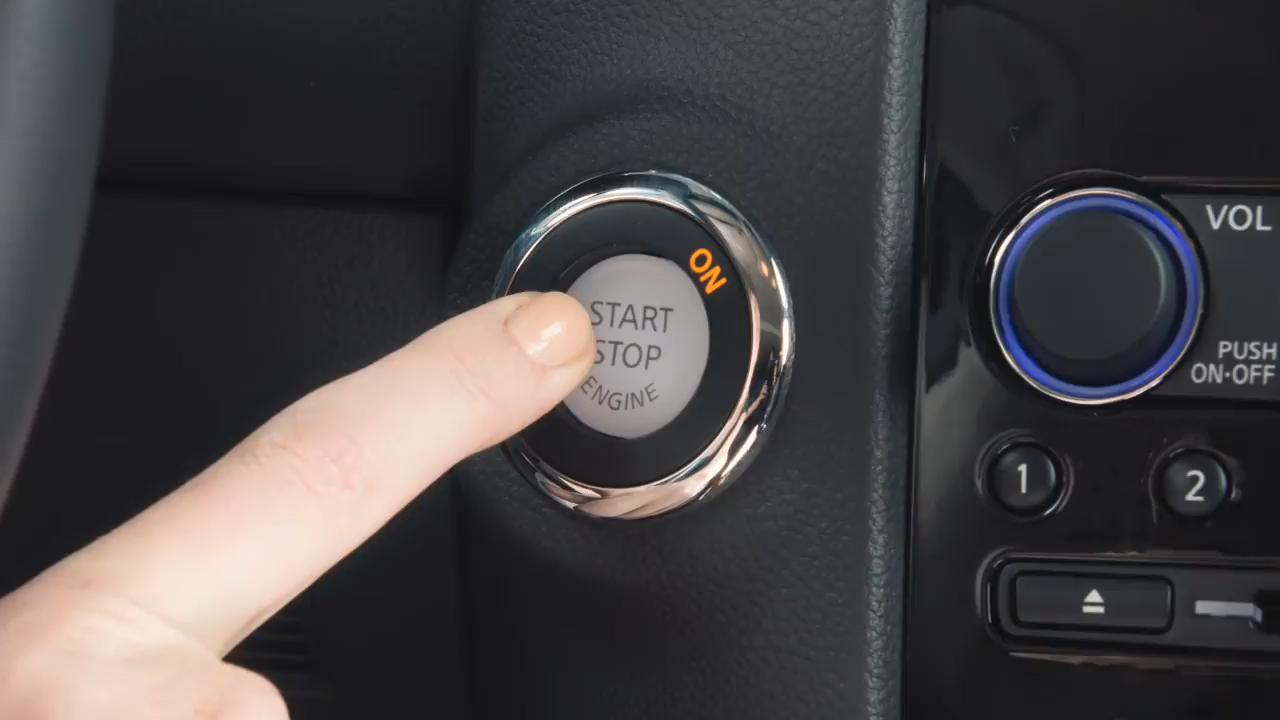 ON
START
STOP
ENGINE
VOL
PUSH
ON·OFF
1
2